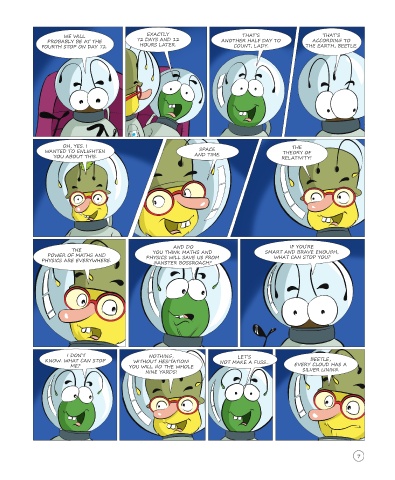 WE WILL
PROBABLY BE AT THE
FOURTH STOP ON DAY 72.
EXACTLY
72 DAYS AND 12
HOURS LATER.
THAT'S
ANOTHER HALF DAY TO
COUNT, LADY.
THAT'S
ACCORDING TO
THE EARTH, BEETLE.
OH, YES. I
WANTED TO ENLIGHTEN
YOU ABOUT THIS.
SPACE
AND TIME.
THE
THEORY OF
RELATIVITY!
THE
POWER OF MATHS AND
PHYSICS ARE EVERYWHERE.
AND DO
YOU THINK MATHS AND
PHYSICS WILL SAVE US FROM
GANSTER BOSSROACH?
IF YOU'RE
SMART AND BRAVE ENOUGH,
WHAT CAN STOP YOU?
I DON'T
KNOW. WHAT CAN STOP
ME?
NOTHING,
WITHOUT HESITATION!
YOU WILL GO THE WHOLE
NINE YARDS!
LET'S
NOT MAKE A FUSS.
BEETLE,
EVERY CLOUD HAS A
SILVER LINING.
7